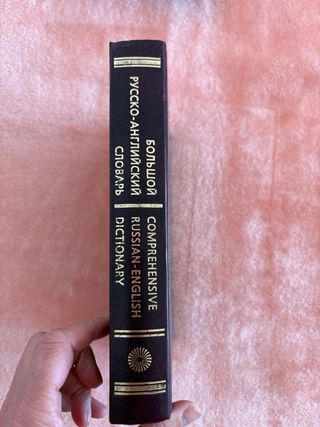 БОЛЬШОЙ
РУССКО-АНГЛИЙСКИЙ
СЛОВАРЬ
COMPREHENSIVE
RUSSIAN-ENGLISH
DICTIONARY